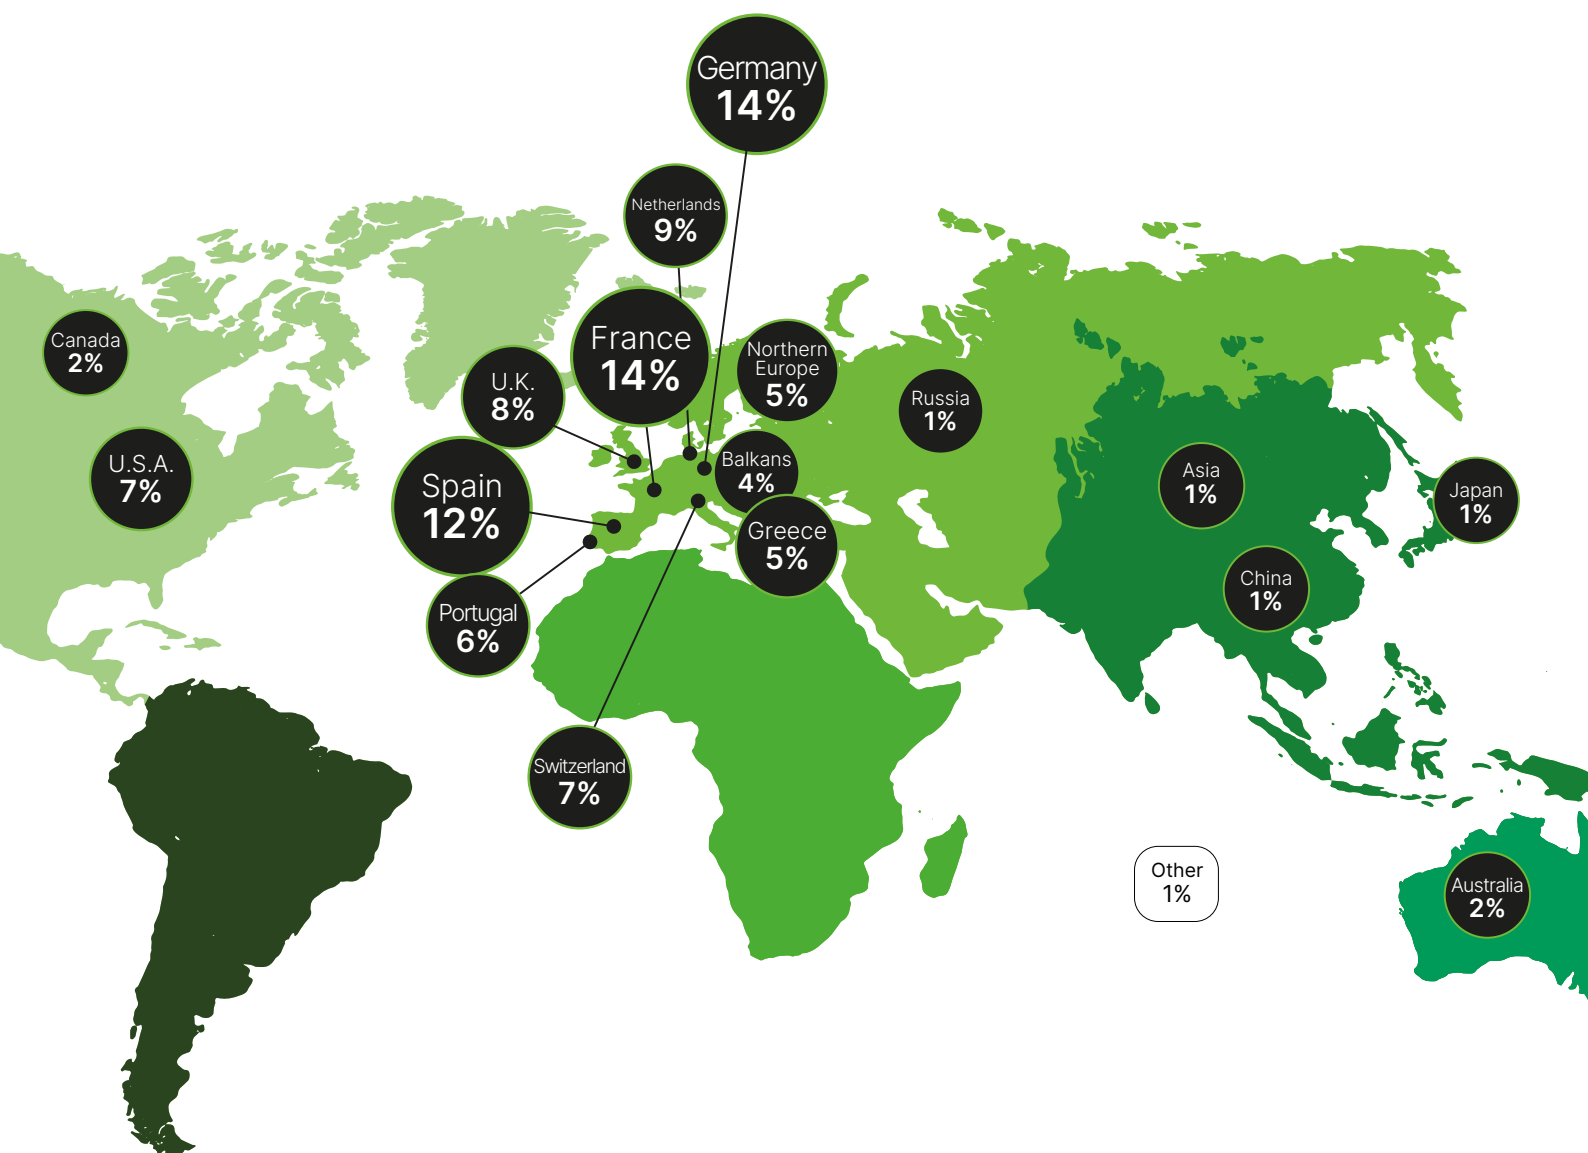 Germany
14%
Netherlands
9%
France
14%
Northern
Europe
5%
Canada
2%
U.K.
8%
Russia
1%
U.S.A.
7%
Spain
12%
Balkans
4%
Asia
1%
Japan
1%
Greece
5%
China
1%
Portugal
6%
Switzerland
7%
Other
1%
Australia
2%